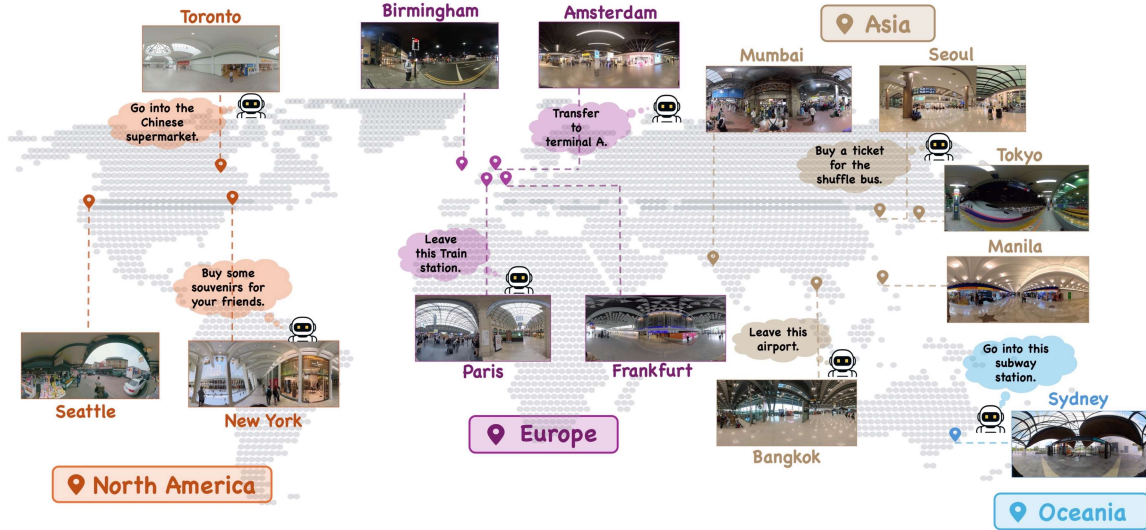 Toronto
Go into the
Chinese
supermarket.
Birmingham
Amsterdam
Transfer
to
terminal A.
Asia
Mumbai
Seoul
Buy a ticket
for the
shuffle bus.
Tokyo
Manila
Leave
this Train
station.
Buy some
souvenirs for
your friends.
Leave this
airport.
Go into this
subway
station.
Seattle
New York
Paris
Frankfurt
Bangkok
Sydney
North America
Europe
Oceania